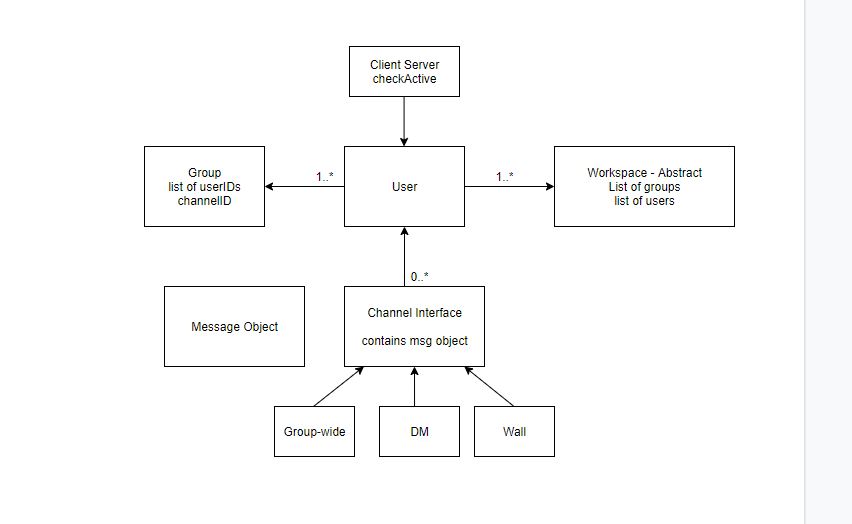 Client Server
checkActive
Group
list of userIDs
channelID
1..*
User
1..*
Workspace - Abstract
List of groups
list of users
0..*
Message Object
Channel Interface
contains msg object
Group-wide
DM
Wall